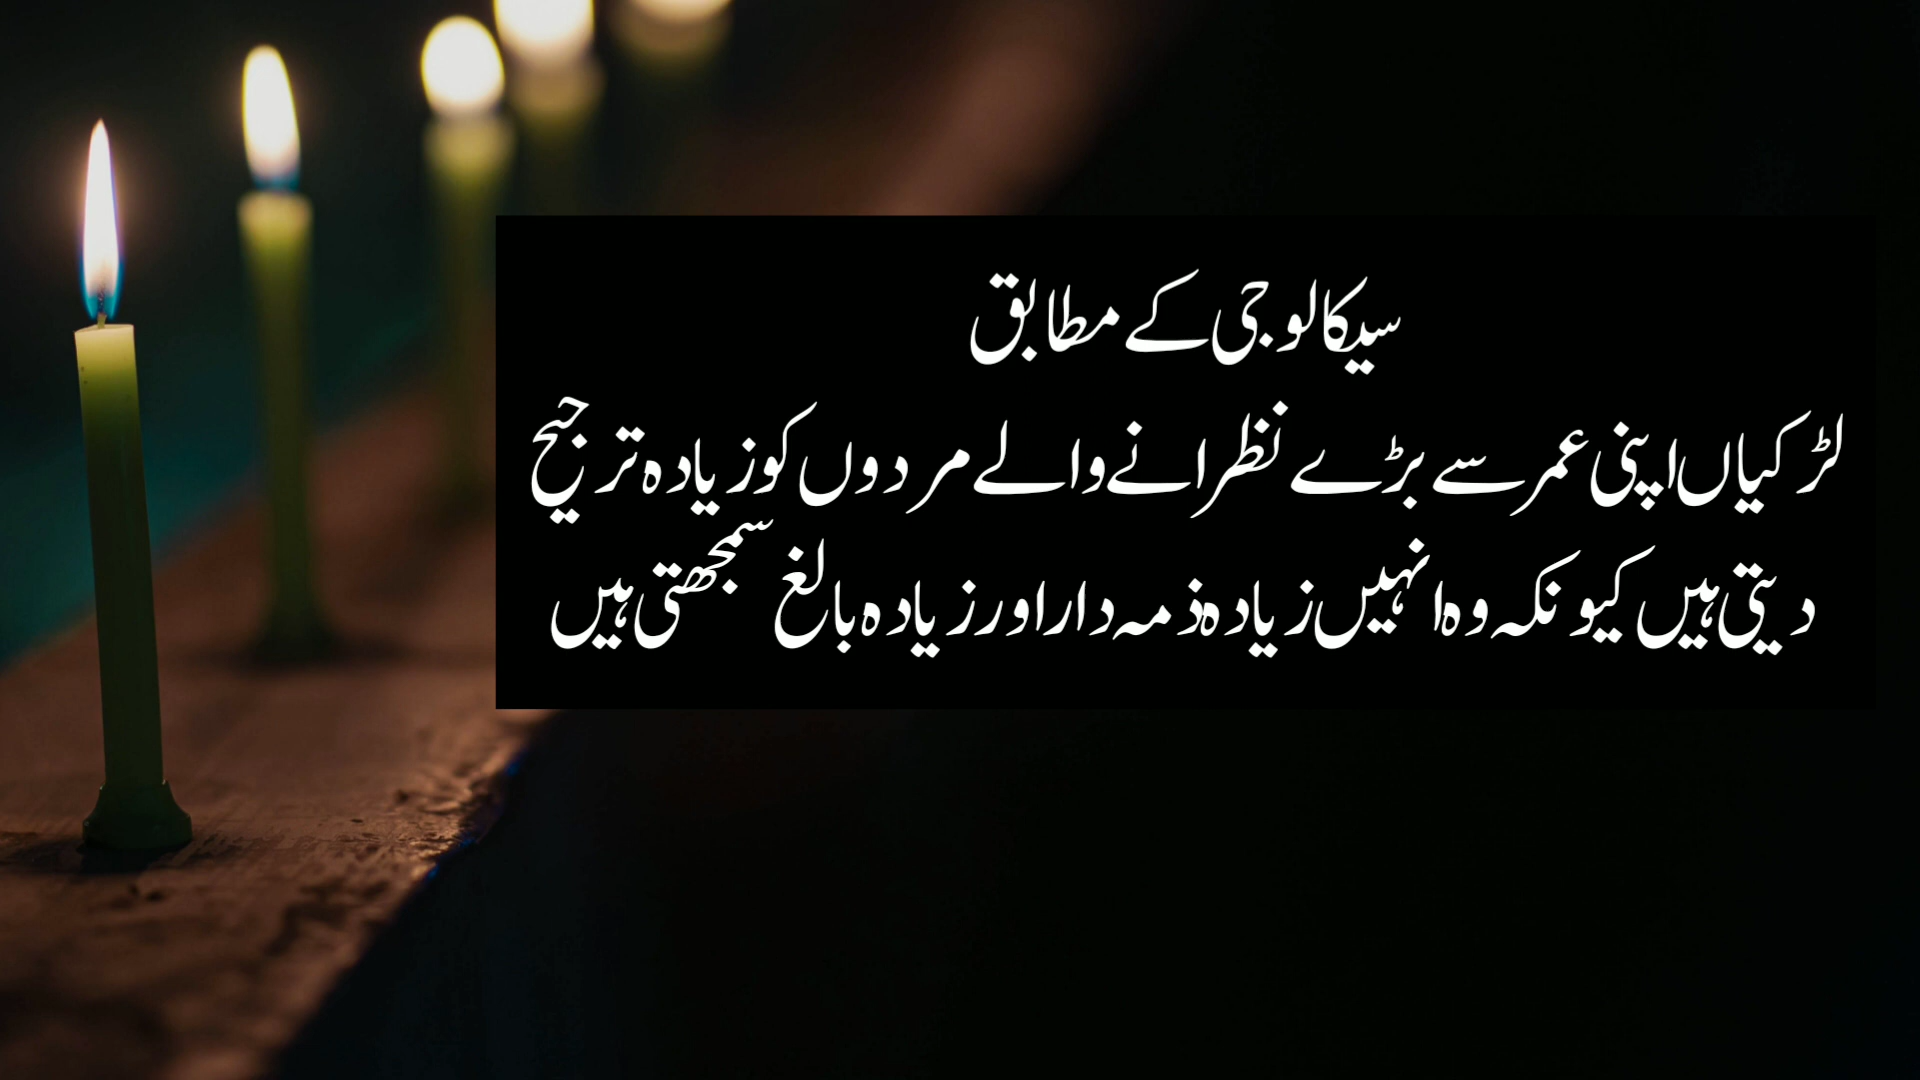 سیکالوجی کے مطابق
لڑکیاں اپنی عمر سے بڑے نظر انے والے مردوں کو زیادہ ترجیح
دیتی ہیں کیونکہ وہ انہیں زیادہ ذمہ دار اور زیادہ بالغ سمجھتی ہیں